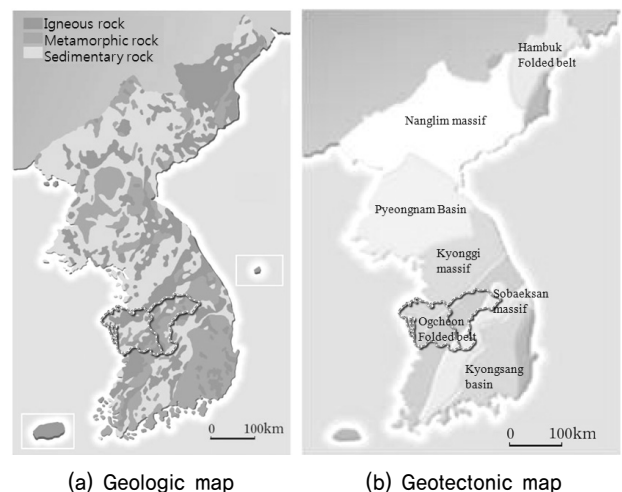 Igneous rock
Metamorphic rock
Sedimentary rock
0 100km
(a) Geologic map
Hambuk
Folded belt
Nanglim massif
Pyeongnam Basin
Kyonggi
massif
Sobaeksan
massif
Ogcheon
Folded belt
Kyongsang
basin
0 100km
(b) Geotectonic map